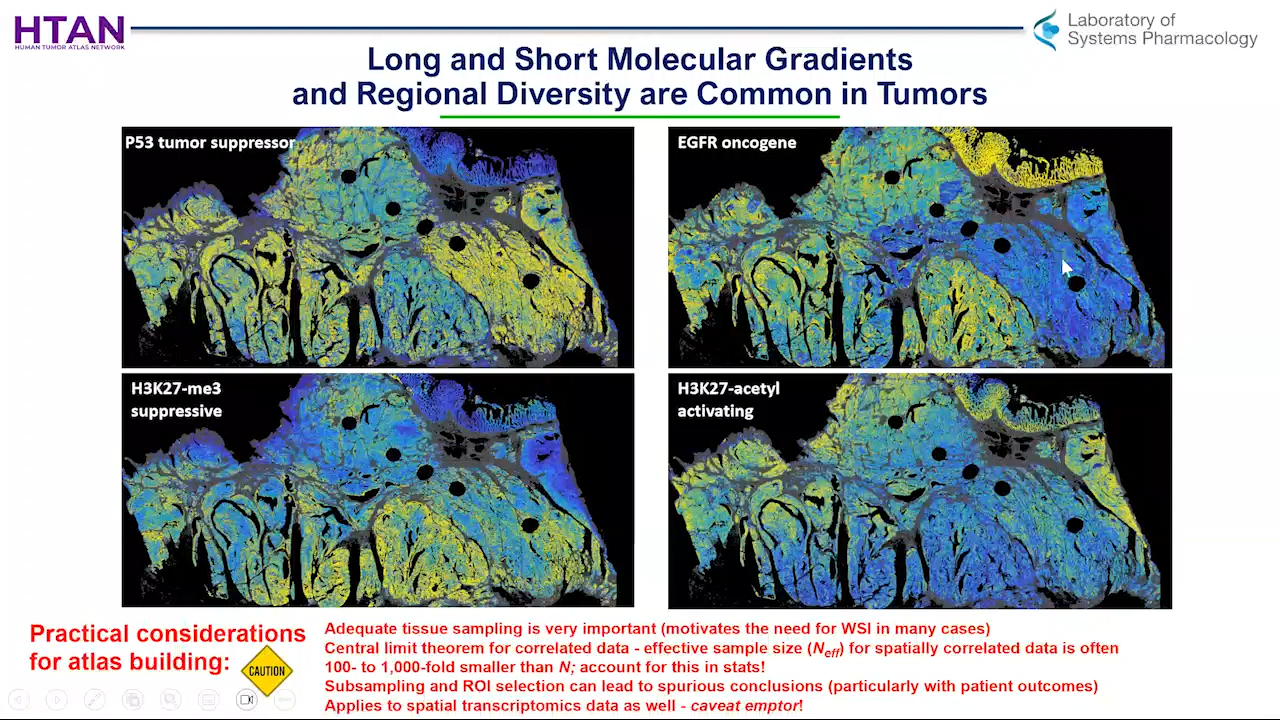 HTAN
HUMAN TUMOR ATLAS NETWORK
Laboratory of
Systems Pharmacology
Long and Short Molecular Gradients
and Regional Diversity are Common in Tumors
P53 tumor suppressor
EGFR oncogene
H3K27-me3
suppressive
H3K27-acetyl
activating
Practical considerations
for atlas building:
CAUTION
Adequate tissue sampling is very important (motivates the need for WSI in many cases)
Central limit theorem for correlated data - effective sample size (Neff) for spatially correlated data is often
100- to 1,000-fold smaller than N; account for this in stats!
Subsampling and ROI selection can lead to spurious conclusions (particularly with patient outcomes)
Applies to spatial transcriptomics data as well - caveat emptor!